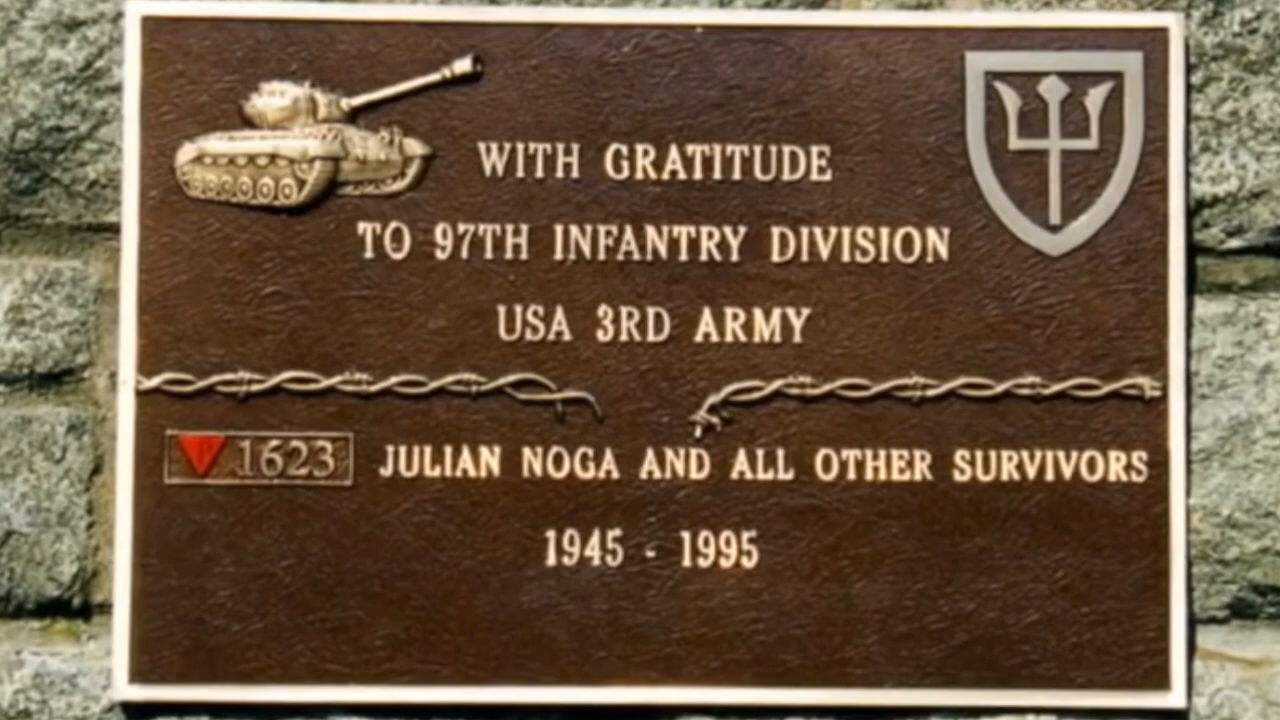 WITH GRATITUDE
TO 97TH INFANTRY DIVISION
USA 3RD ARMY
1623 JULIAN NOGA AND ALL OTHER SURVIVORS
1945 - 1995